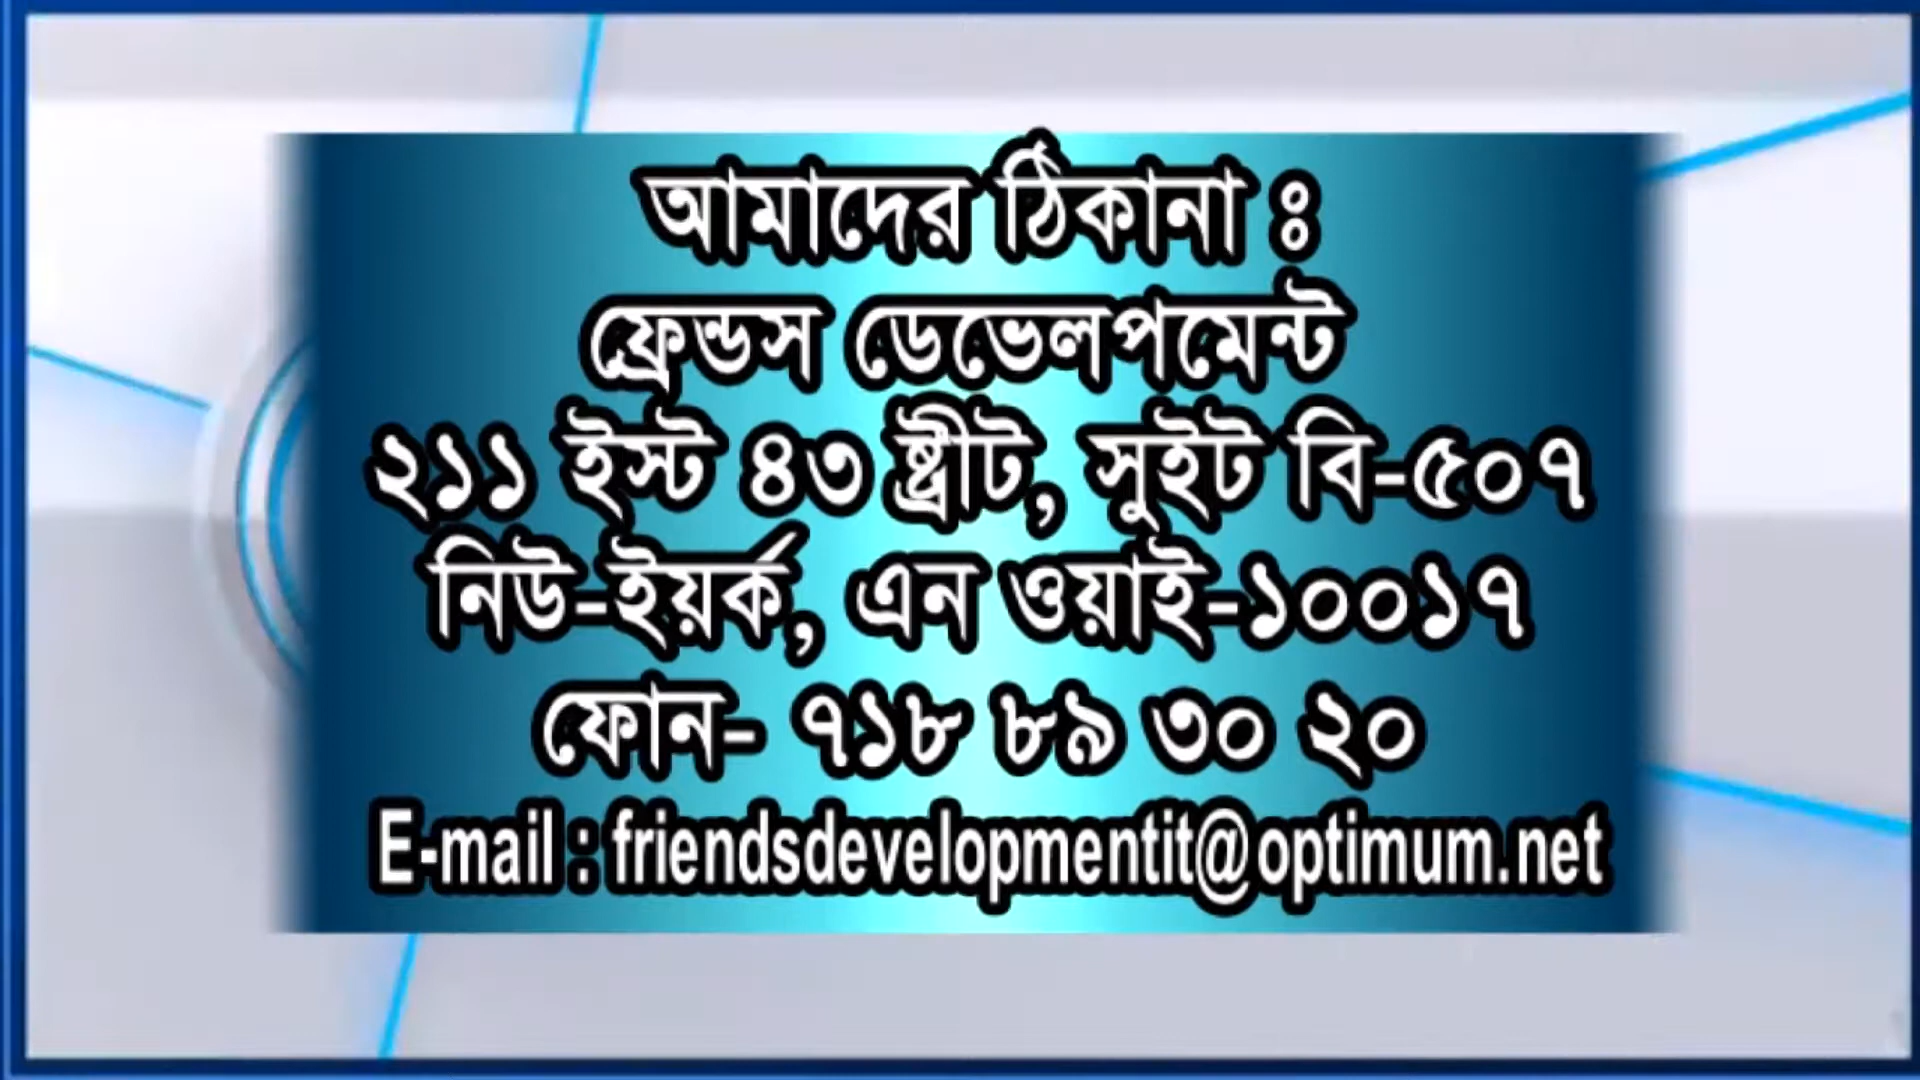 আমাদের ঠিকানা ঃ
ফ্রেন্ডস ডেভেলপমেন্ট
২১১ ইস্ট ৪৩ ষ্ট্রীট, সুইট বি-৫০৭
নিউ-ইয়র্ক, এন ওয়াই-১০০১৭
ফোন- ৭১৮ ৮৯ ৩০ ২০
E-mail : friendsdevelopmentit@optimum.net